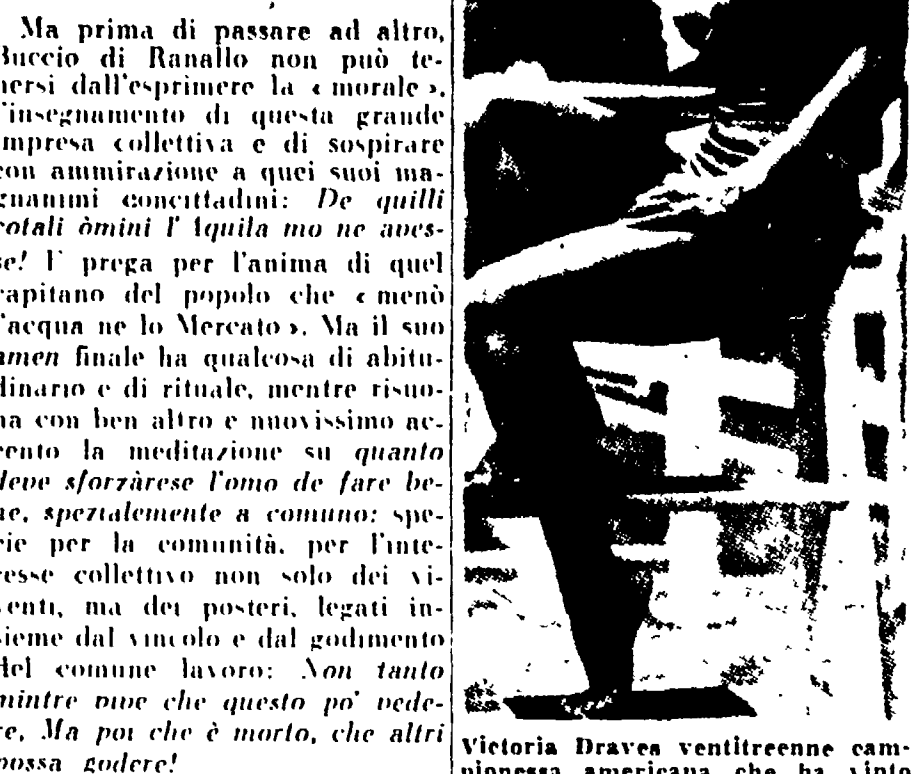 Ma prima di passare ad altro,
Buccio di Ranallo non può te-
nersi dall'esprimere la « morale »,
l'insegnamento di questa grande
impresa collettiva e di sospirare
con ammirazione a quei suoi ma-
gnanimi concittadini: De quilli
cotali òmini l'Aquila mo ne aves-
se! E prega per l'anima di quel
capitano del popolo che « menò
l'acqua ne lo Mercato ». Ma il suo
amen finale ha qualcosa di abitu-
dinario e di rituale, mentre risuo-
na con ben altro e nuovissimo ac-
cento la meditazione su quanto
deve sforzàrese l'omo de fare be-
ne, spezialemente a comuno: spe-
cie per la comunità, per l'inte-
resse collettivo non solo dei vi-
venti, ma dei posteri, legati in-
sieme dal vincolo e dal godimento
del comune lavoro: Non tanto
mintre vive che questo po' vede-
re, Ma poi che è morto, che altri
possa godere!
Victoria Draves ventitreenne cam-
pionessa americana che ha vinto